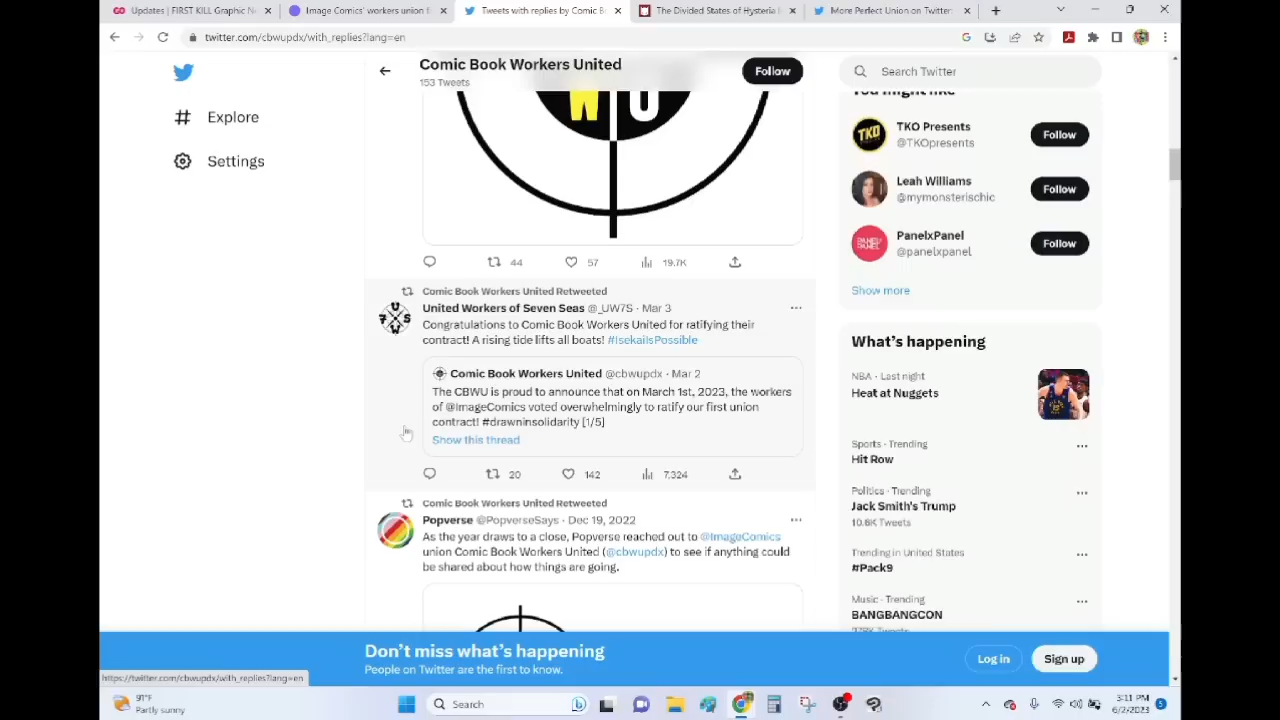 Updates | FIRST KILL Graphic No
Image Comics' workers union b
Tweets with replies by Comic B
The Divided States of Hysteria I
More Perfect Union on Twitter:
twitter.com/cbwupdx/with_replies?lang=en
Comic Book Workers United
153 Tweets
Follow
Search Twitter
Explore
Settings
W U
44
57
19.7K
Comic Book Workers United Retweeted
United Workers of Seven Seas @_UW7S · Mar 3
Congratulations to Comic Book Workers United for ratifying their
contract! A rising tide lifts all boats! #IsekaiIsPossible
Comic Book Workers United @cbwupdx · Mar 2
The CBWU is proud to announce that on March 1st, 2023, the workers
of @ImageComics voted overwhelmingly to ratify our first union
contract! #drawninsolidarity [1/5]
Show this thread
20
142
7,324
Comic Book Workers United Retweeted
Popverse @PopverseSays · Dec 19, 2022
As the year draws to a close, Popverse reached out to @ImageComics
union Comic Book Workers United (@cbwupdx) to see if anything could
be shared about how things are going.
You might like
TKO
TKO Presents
@TKOpresents
Follow
Leah Williams
@mymonsterischic
Follow
PANEL
PanelxPanel
@panelxpanel
Follow
Show more
What's happening
NBA · Last night
Heat at Nuggets
Sports · Trending
Hit Row
Politics · Trending
Jack Smith's Trump
10.6K Tweets
Trending in United States
#Pack9
Music · Trending
BANGBANGCON
Don't miss what's happening
People on Twitter are the first to know.
Log in
Sign up
https://twitter.com/cbwupdx/with_replies?lang=en
91°F
Partly sunny
Search
3:11 PM
6/2/2023
5